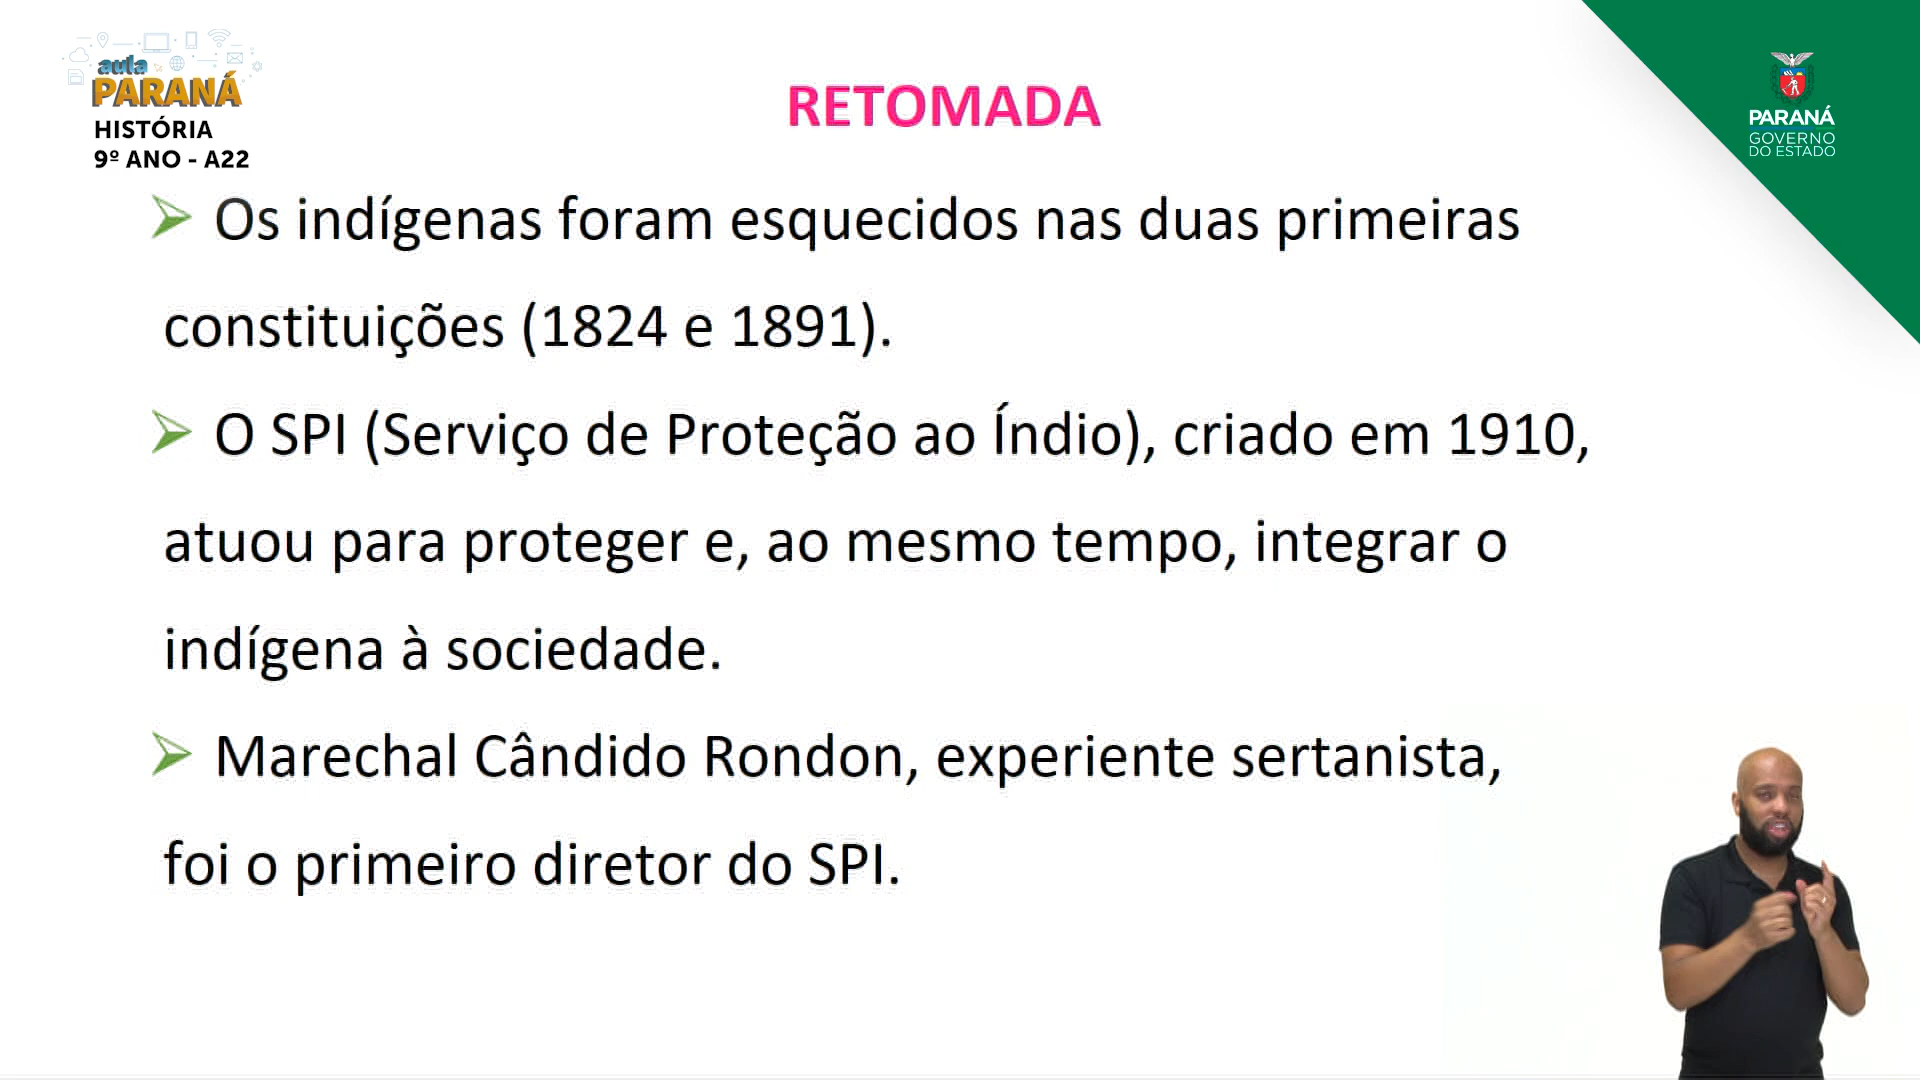 aula
PARANÁ
HISTÓRIA
9º ANO - A22
RETOMADA
PARANÁ
GOVERNO
DO ESTADO
Os indígenas foram esquecidos nas duas primeiras
constituições (1824 e 1891).
O SPI (Serviço de Proteção ao Índio), criado em 1910,
atuou para proteger e, ao mesmo tempo, integrar o
indígena à sociedade.
Marechal Cândido Rondon, experiente sertanista,
foi o primeiro diretor do SPI.